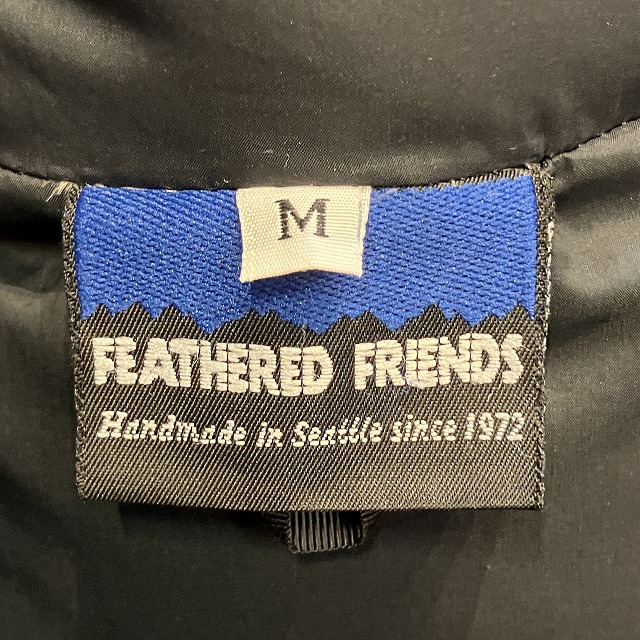 M
FEATHERED FRIENDS
Handmade in Seattle since 1972